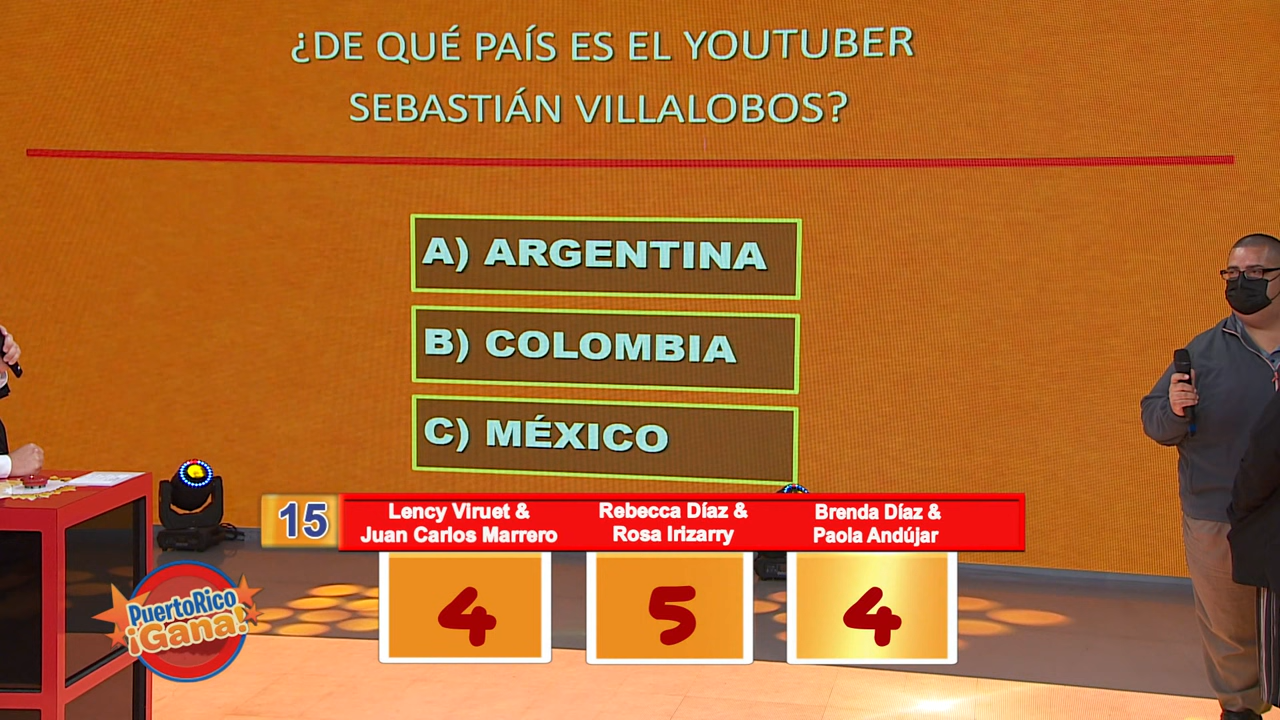 ¿DE QUÉ PAÍS ES EL YOUTUBER
SEBASTIÁN VILLALOBOS?
A) ARGENTINA
B) COLOMBIA
C) MÉXICO
15
Lency Viruet &
Juan Carlos Marrero
Rebecca Díaz &
Rosa Irizarry
Brenda Díaz &
Paola Andújar
4
5
4
PuertoRico
¡Gana!